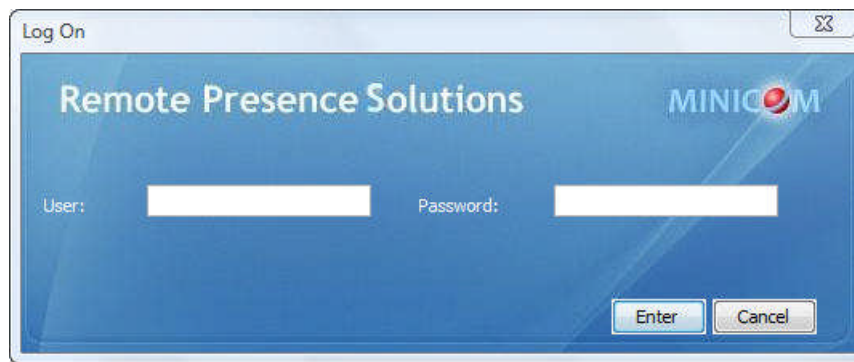 Log On
Remote Presence Solutions
MINICOM
User: Password:
Enter Cancel